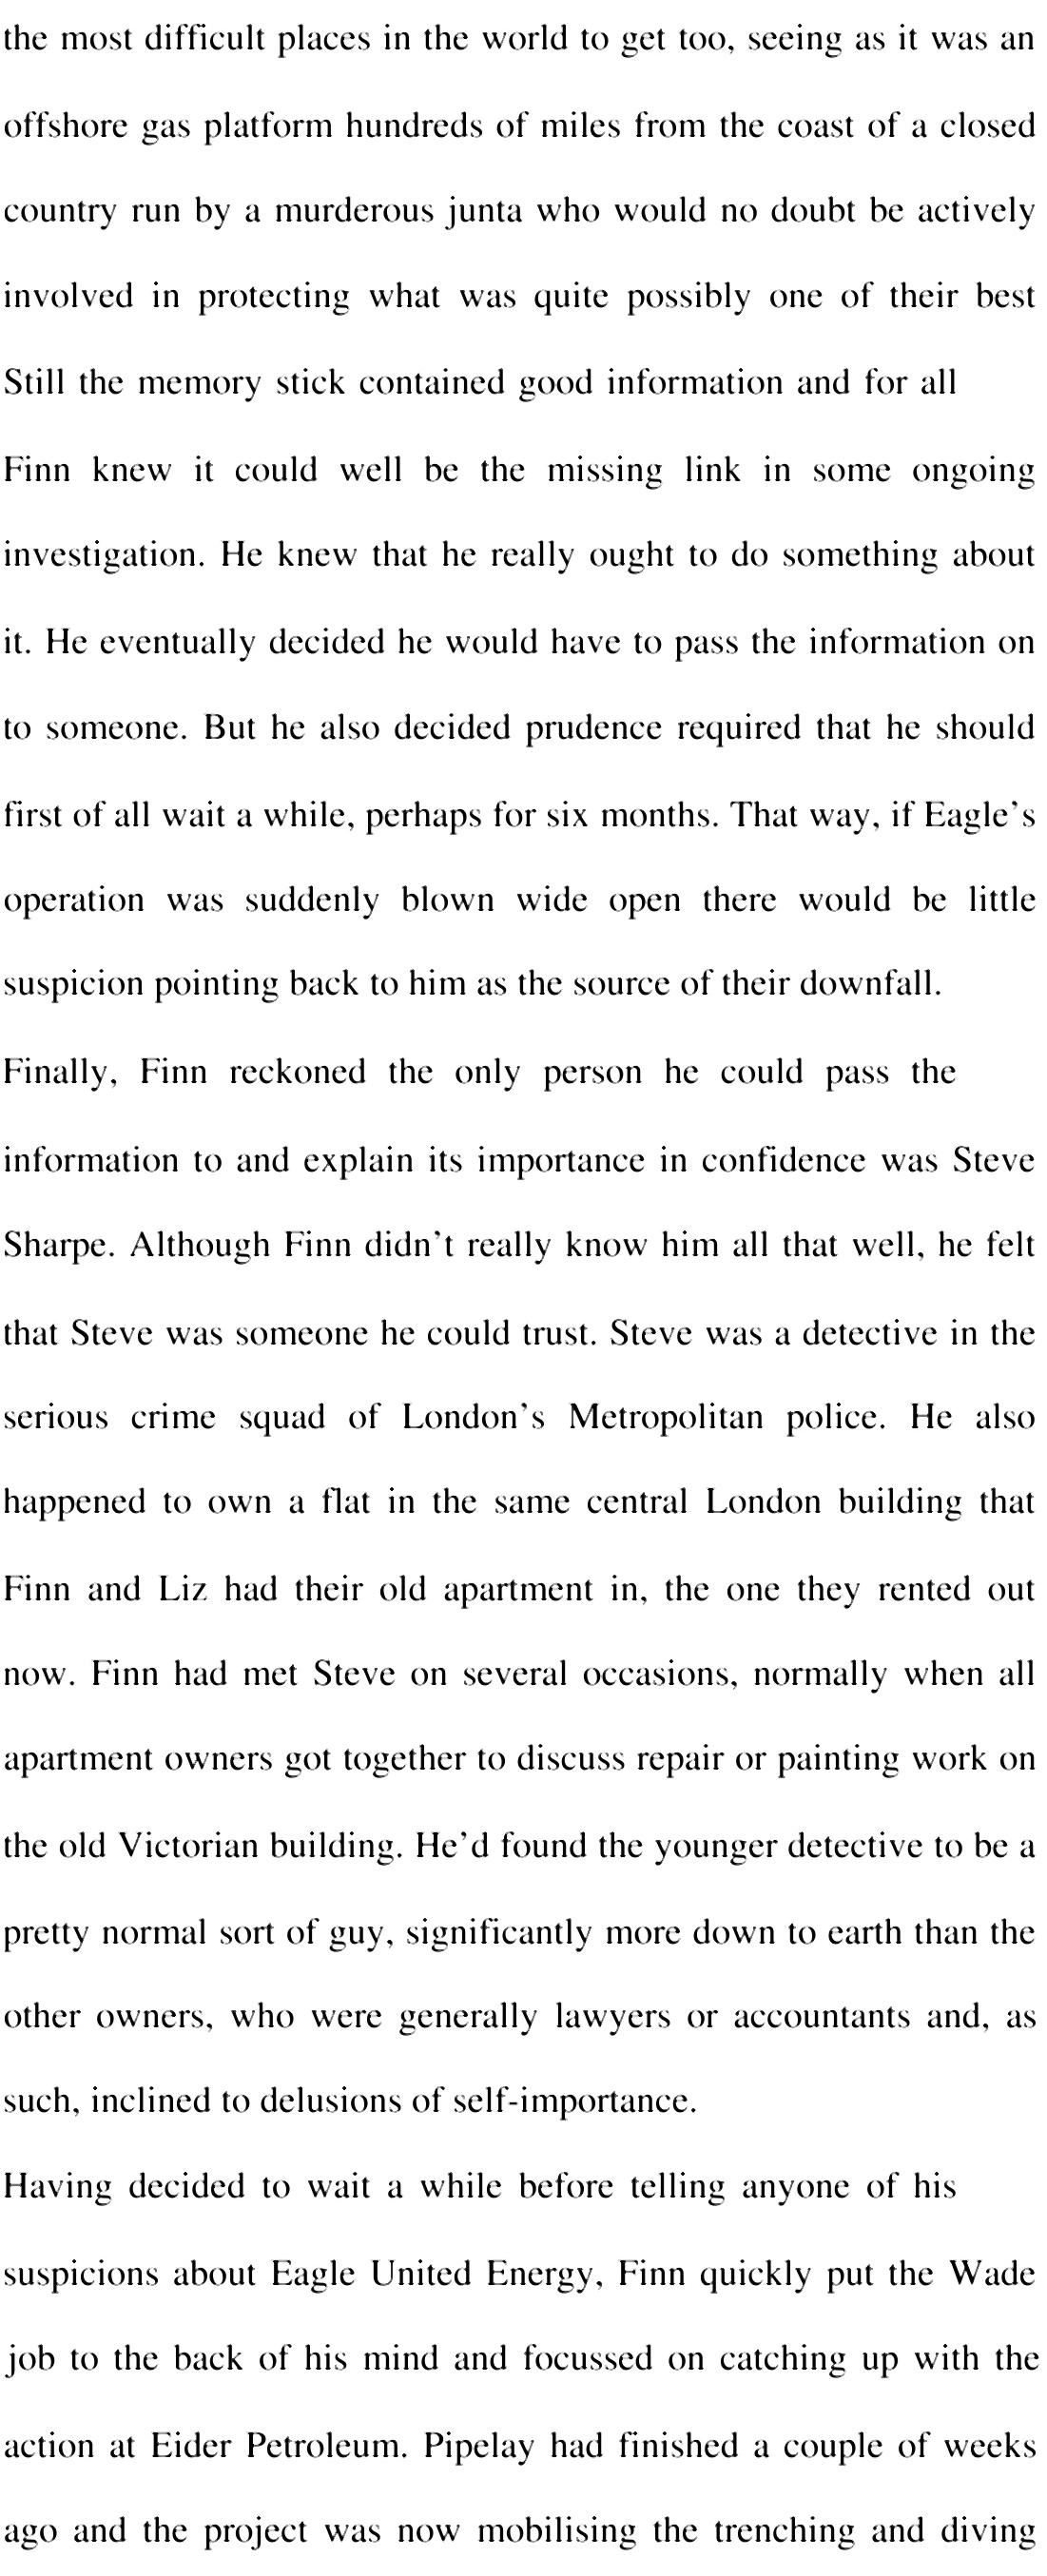 the most difficult places in the world to get too, seeing as it was an
offshore gas platform hundreds of miles from the coast of a closed
country run by a murderous junta who would no doubt be actively
involved in protecting what was quite possibly one of their best
Still the memory stick contained good information and for all
Finn knew it could well be the missing link in some ongoing
investigation. He knew that he really ought to do something about
it. He eventually decided he would have to pass the information on
to someone. But he also decided prudence required that he should
first of all wait a while, perhaps for six months. That way, if Eagle’s
operation was suddenly blown wide open there would be little
suspicion pointing back to him as the source of their downfall.
Finally, Finn reckoned the only person he could pass the
information to and explain its importance in confidence was Steve
Sharpe. Although Finn didn’t really know him all that well, he felt
that Steve was someone he could trust. Steve was a detective in the
serious crime squad of London’s Metropolitan police. He also
happened to own a flat in the same central London building that
Finn and Liz had their old apartment in, the one they rented out
now. Finn had met Steve on several occasions, normally when all
apartment owners got together to discuss repair or painting work on
the old Victorian building. He’d found the younger detective to be a
pretty normal sort of guy, significantly more down to earth than the
other owners, who were generally lawyers or accountants and, as
such, inclined to delusions of self-importance.
Having decided to wait a while before telling anyone of his
suspicions about Eagle United Energy, Finn quickly put the Wade
job to the back of his mind and focussed on catching up with the
action at Eider Petroleum. Pipelay had finished a couple of weeks
ago and the project was now mobilising the trenching and diving